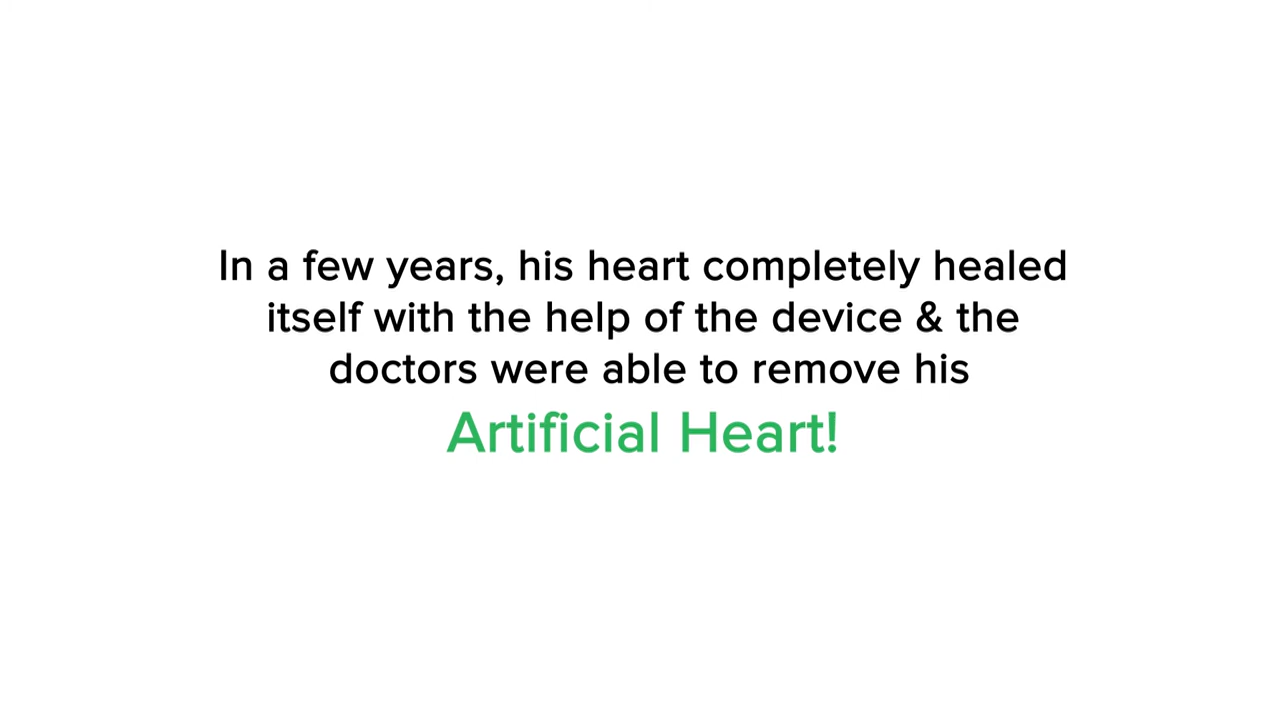 In a few years, his heart completely healed
itself with the help of the device & the
doctors were able to remove his
Artificial Heart!